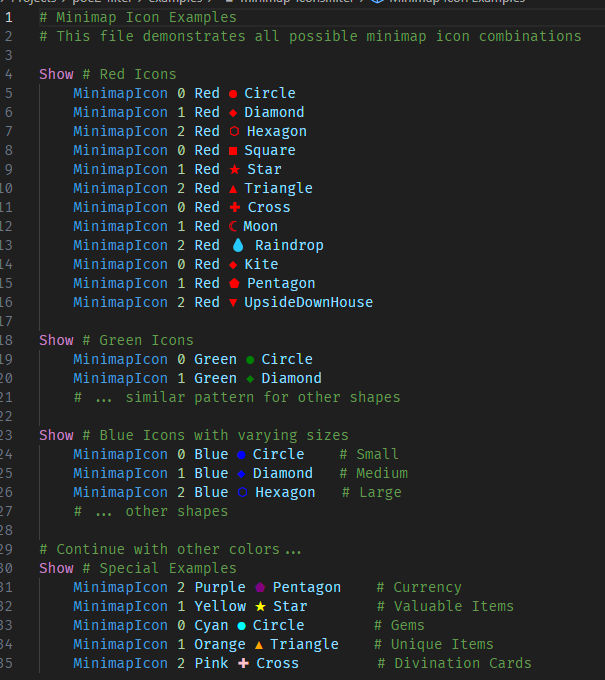 1 # Minimap Icon Examples
2 # This file demonstrates all possible minimap icon combinations
3
4 Show # Red Icons
5 MinimapIcon 0 Red ● Circle
6 MinimapIcon 1 Red ◆ Diamond
7 MinimapIcon 2 Red ⬡ Hexagon
8 MinimapIcon 0 Red ■ Square
9 MinimapIcon 1 Red ★ Star
10 MinimapIcon 2 Red ▲ Triangle
11 MinimapIcon 0 Red ✚ Cross
12 MinimapIcon 1 Red ☾ Moon
13 MinimapIcon 2 Red 💧 Raindrop
14 MinimapIcon 0 Red ◆ Kite
15 MinimapIcon 1 Red ⬟ Pentagon
16 MinimapIcon 2 Red ▼ UpsideDownHouse
17
18 Show # Green Icons
19 MinimapIcon 0 Green ● Circle
20 MinimapIcon 1 Green ◆ Diamond
21 # ... similar pattern for other shapes
22
23 Show # Blue Icons with varying sizes
24 MinimapIcon 0 Blue ● Circle # Small
25 MinimapIcon 1 Blue ◆ Diamond # Medium
26 MinimapIcon 2 Blue ⬡ Hexagon # Large
27 # ... other shapes
28
29 # Continue with other colors...
30 Show # Special Examples
31 MinimapIcon 2 Purple ⬟ Pentagon # Currency
32 MinimapIcon 1 Yellow ★ Star # Valuable Items
33 MinimapIcon 0 Cyan ● Circle # Gems
34 MinimapIcon 1 Orange ▲ Triangle # Unique Items
35 MinimapIcon 2 Pink ✚ Cross # Divination Cards